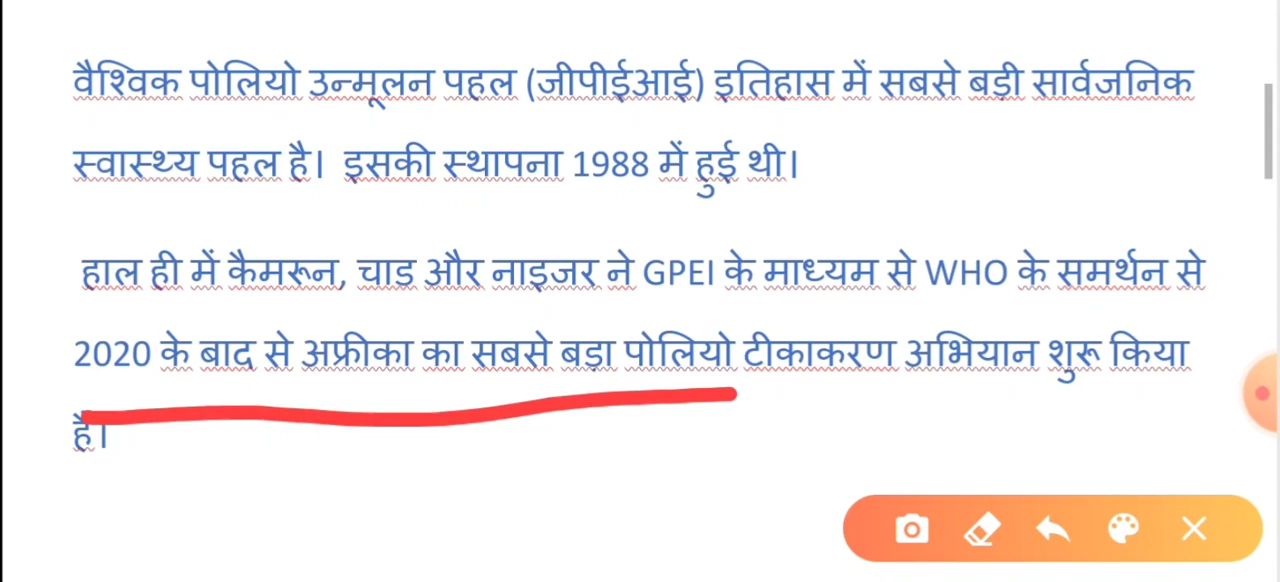 वैश्विक पोलियो उन्मूलन पहल (जीपीईआई) इतिहास में सबसे बड़ी सार्वजनिक
स्वास्थ्य पहल है। इसकी स्थापना 1988 में हुई थी।
हाल ही में कैमरून, चाड और नाइजर ने GPEI के माध्यम से WHO के समर्थन से
2020 के बाद से अफ्रीका का सबसे बड़ा पोलियो टीकाकरण अभियान शुरू किया
है।